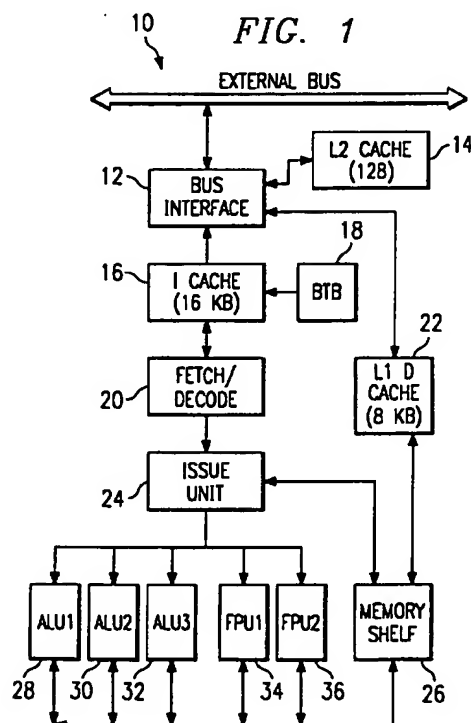 FIG. 1
10
EXTERNAL BUS
L2 CACHE
(128)
14
12
BUS
INTERFACE
16
I CACHE
(16 KB)
18
BTB
22
L1 D
CACHE
(8 KB)
20
FETCH/
DECODE
24
ISSUE
UNIT
ALU1
ALU2
ALU3
FPU1
FPU2
MEMORY
SHELF
28
30
32
34
36
26